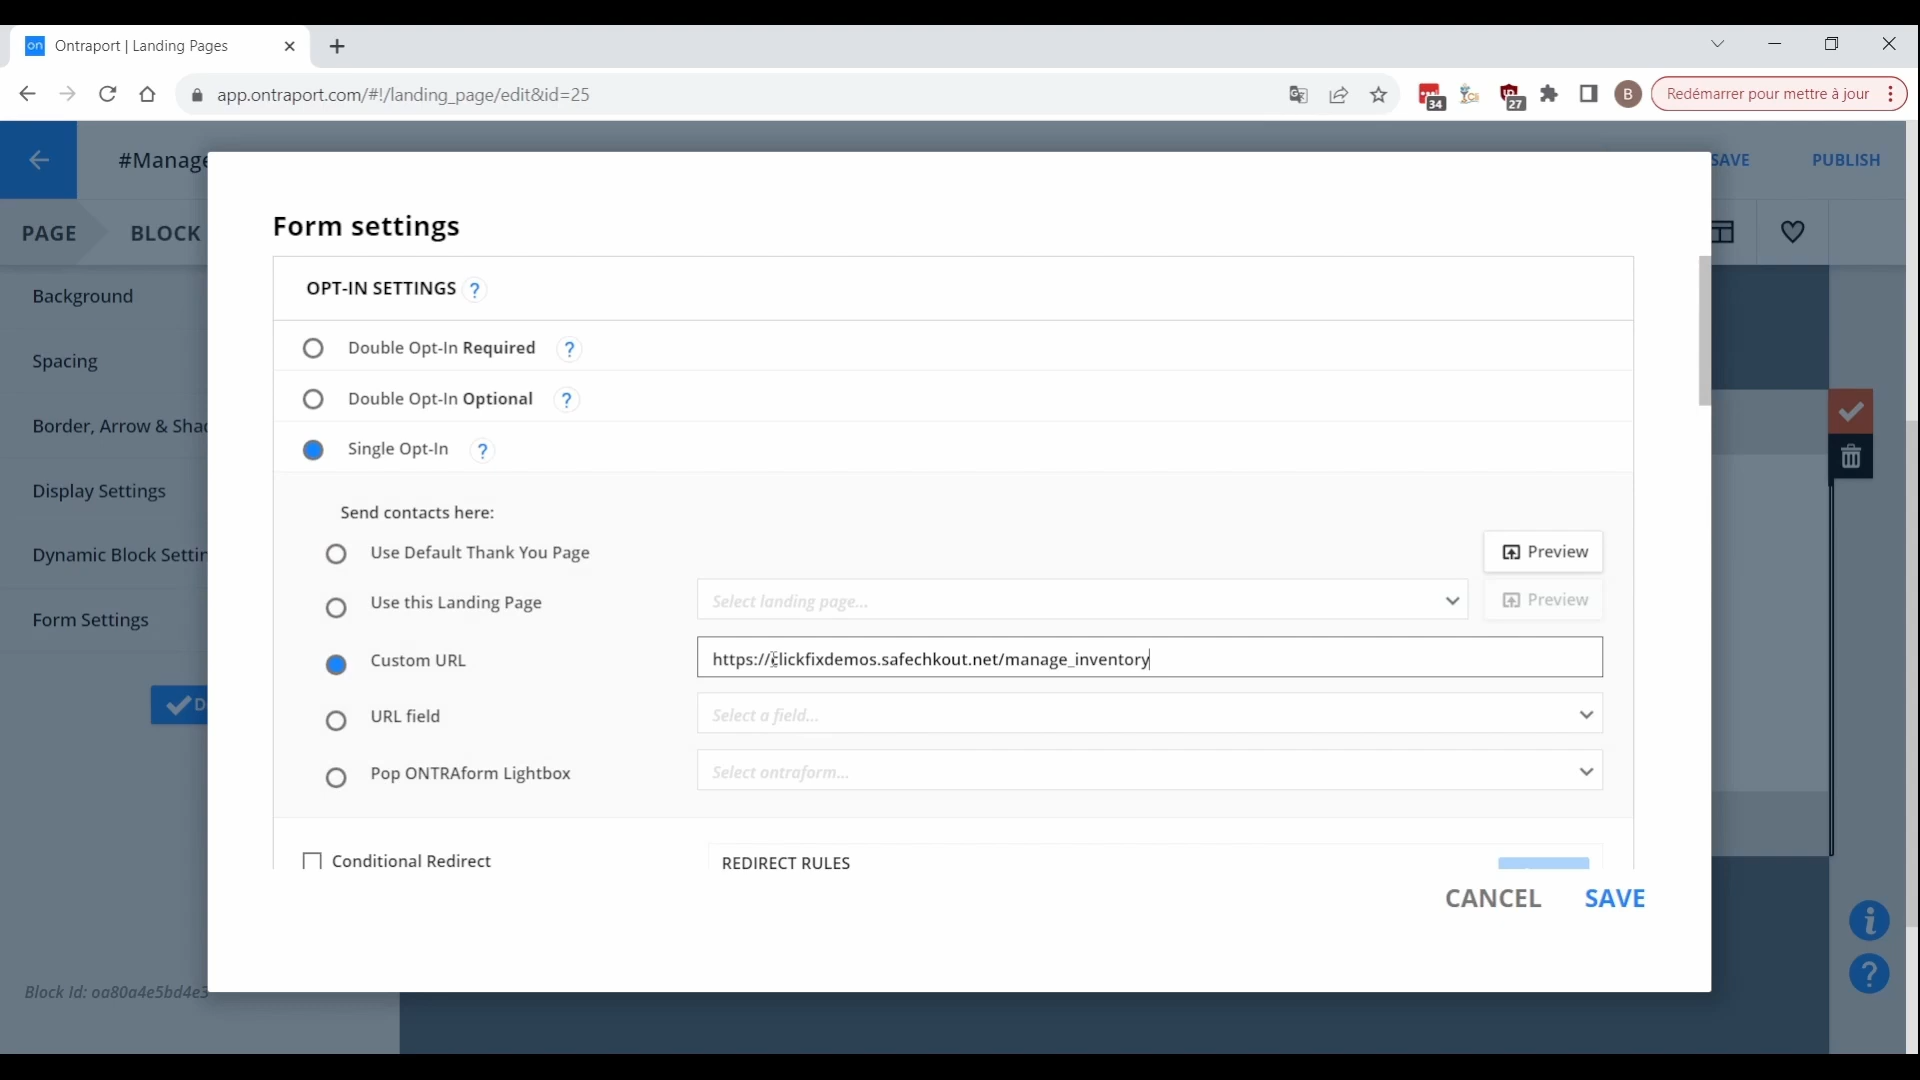 on Ontraport | Landing Pages
app.ontraport.com/#!/landing_page/edit&id=25
34
27
B
Redémarrer pour mettre à jour
#Manage
SAVE
PUBLISH
PAGE
BLOCK
Background
Spacing
Border, Arrow & Shad
Display Settings
Dynamic Block Settin
Form Settings
D
Block Id: oa80a4e5bd4e3
Form settings
OPT-IN SETTINGS ?
Double Opt-In Required ?
Double Opt-In Optional ?
Single Opt-In ?
Send contacts here:
Use Default Thank You Page
Preview
Use this Landing Page
Select landing page...
Preview
Custom URL
https://clickfixdemos.safechkout.net/manage_inventory
URL field
Select a field...
Pop ONTRAform Lightbox
Select ontraform...
Conditional Redirect
REDIRECT RULES
CANCEL
SAVE
i
?